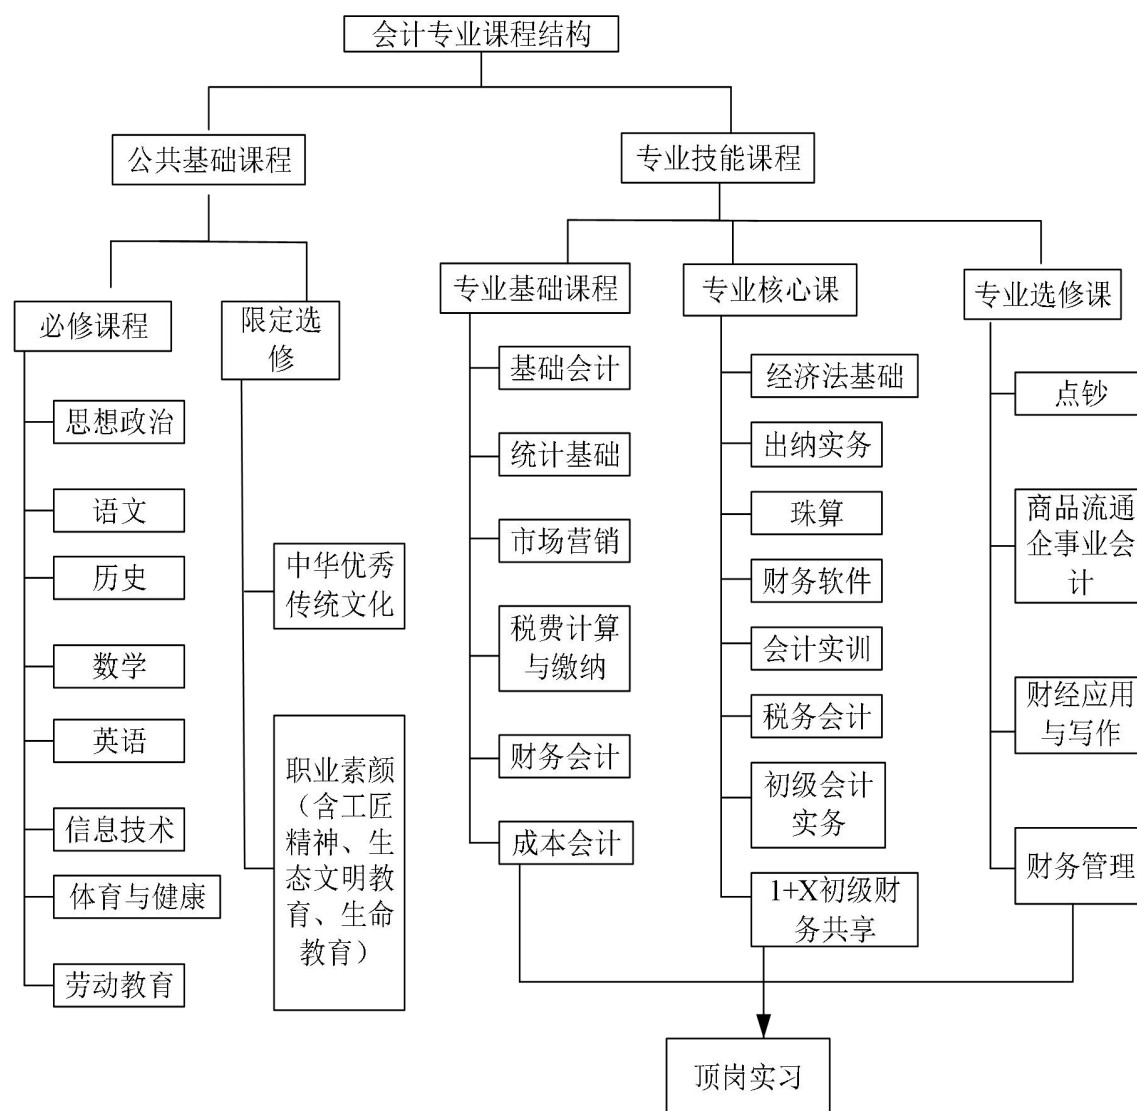 会计专业课程结构
公共基础课程
专业技能课程
必修课程
限定选
修
专业基础课程
专业核心课
专业选修课
思想政治
语文
历史
数学
英语
信息技术
体育与健康
劳动教育
中华优秀
传统文化
职业素颜
（含工匠
精神、生
态文明教
育、生命
教育）
基础会计
统计基础
市场营销
税费计算
与缴纳
财务会计
成本会计
经济法基础
出纳实务
珠算
财务软件
会计实训
税务会计
初级会计
实务
1+X初级财
务共享
点钞
商品流通
企事业会
计
财经应用
与写作
财务管理
顶岗实习